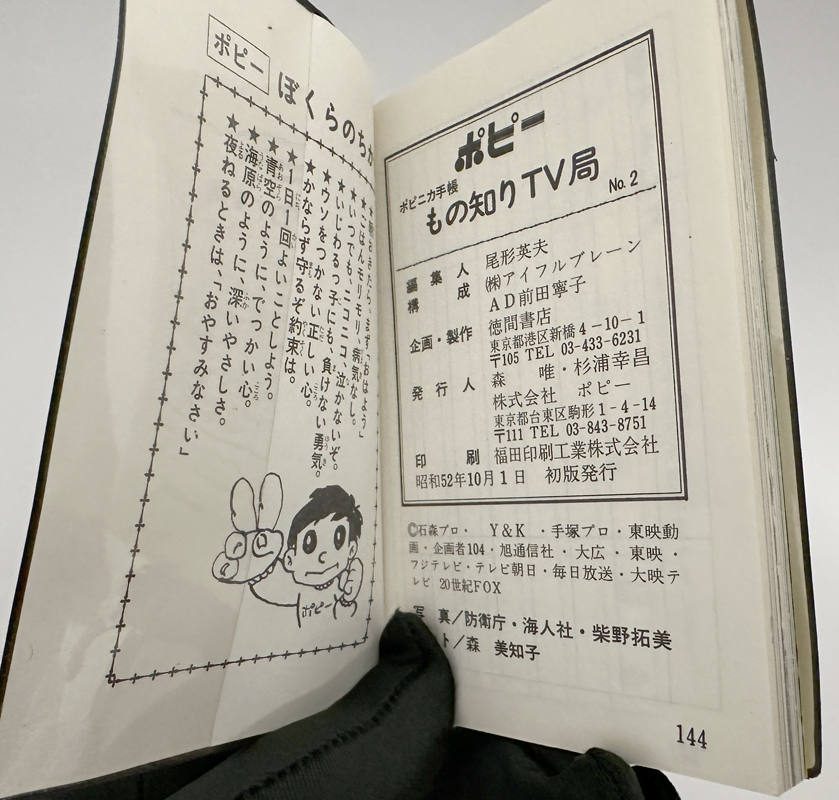 ポピー
ぼくらのちか
★朝おきたら、まず「おはよう」
★ごはんモリモリ、病気なし。
★いつでも、ニコニコ、泣かないぞ。
★いじわるっ子にも、負けない勇気。
★ウソをつかない正しい心。
★かならず守るぞ約束は。
★1日1回よいことしよう。
★青空のように、でっかい心。
★海原のように、深いやさしさ。
★夜ねるときは、「おやすみなさい」
ポピー
ポピー
ポピニカ手帳
もの知りTV局 No.2
編集人 尾形英夫
構成 ㈱アイフルブレーン
AD前田寧子
企画・製作 徳間書店
東京都港区新橋4-10-1
〒105 TEL 03-433-6231
発行人 森 唯・杉浦幸昌
株式会社 ポピー
東京都台東区駒形1-4-14
〒111 TEL 03-843-8751
印刷 福田印刷工業株式会社
昭和52年10月1日 初版発行
©石森プロ・ Y&K ・手塚プロ・東映動
画・企画者104・旭通信社・大広・東映・
フジテレビ・テレビ朝日・毎日放送・大映テ
レビ 20世紀FOX
写 真/防衛庁・海人社・柴野拓美
ト/森 美知子
144